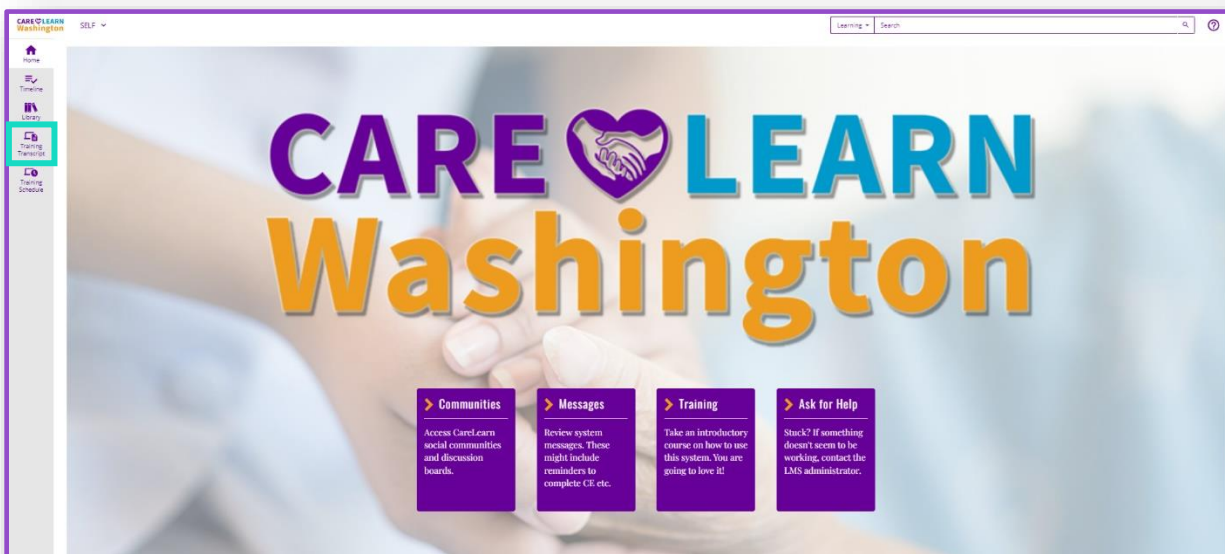 CARE LEARN
Washington
SELF
Learning
Search
Home
Timeline
Library
Training
Transcript
Training
Schedule
CARE LEARN
Washington
Communities
Access CareLearn
social communities
and discussion
boards.
Messages
Review system
messages. These
might include
reminders to
complete CE etc.
Training
Take an introductory
course on how to use
this system. You are
going to love it!
Ask for Help
Stuck? If something
doesn't seem to be
working, contact the
LMS administrator.